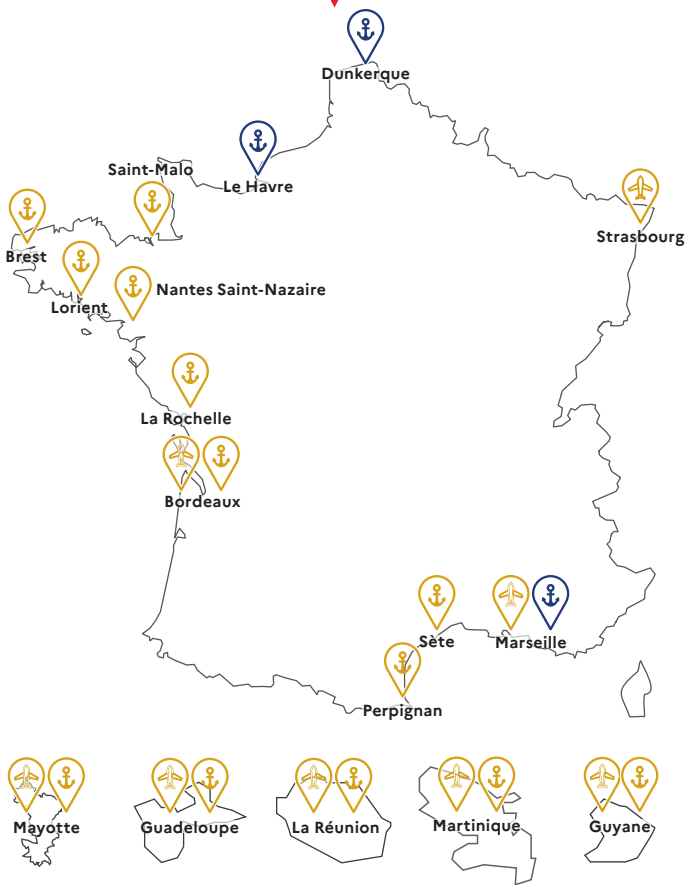 Dunkerque
Saint-Malo
Le Havre
Strasbourg
Brest
Nantes Saint-Nazaire
Lorient
La Rochelle
Bordeaux
Sète
Marseille
Perpignan
Mayotte
Guadeloupe
La Réunion
Martinique
Guyane